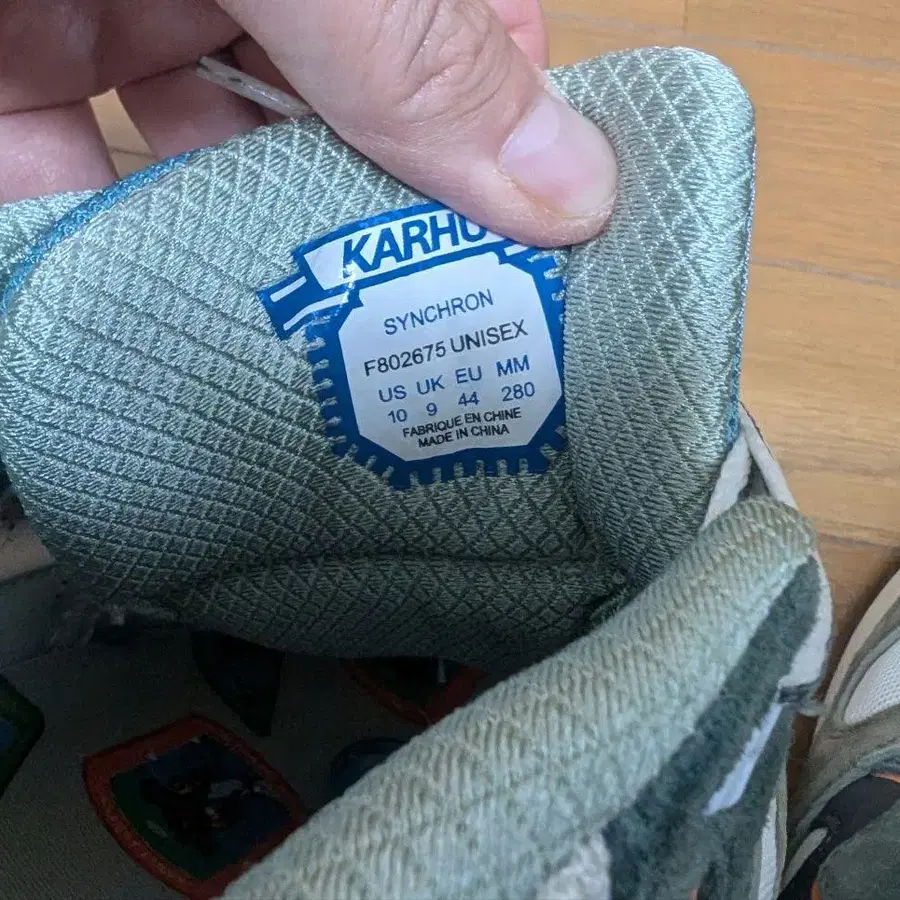 KARHU
SYNCHRON
F802675 UNISEX
US UK EU MM
10 9 44 280
FABRIQUE EN CHINE
MADE IN CHINA